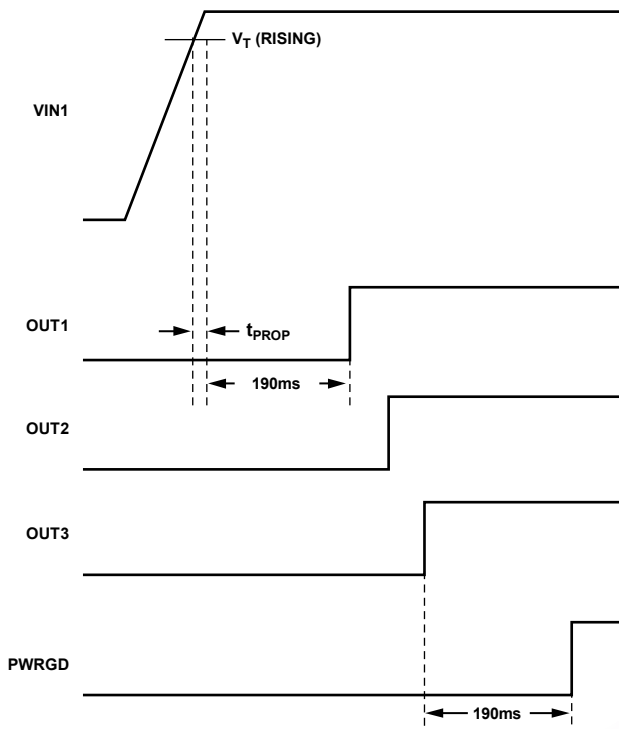 V_T (RISING)
VIN1
OUT1
t_PROP
190ms
OUT2
OUT3
PWRGD
190ms